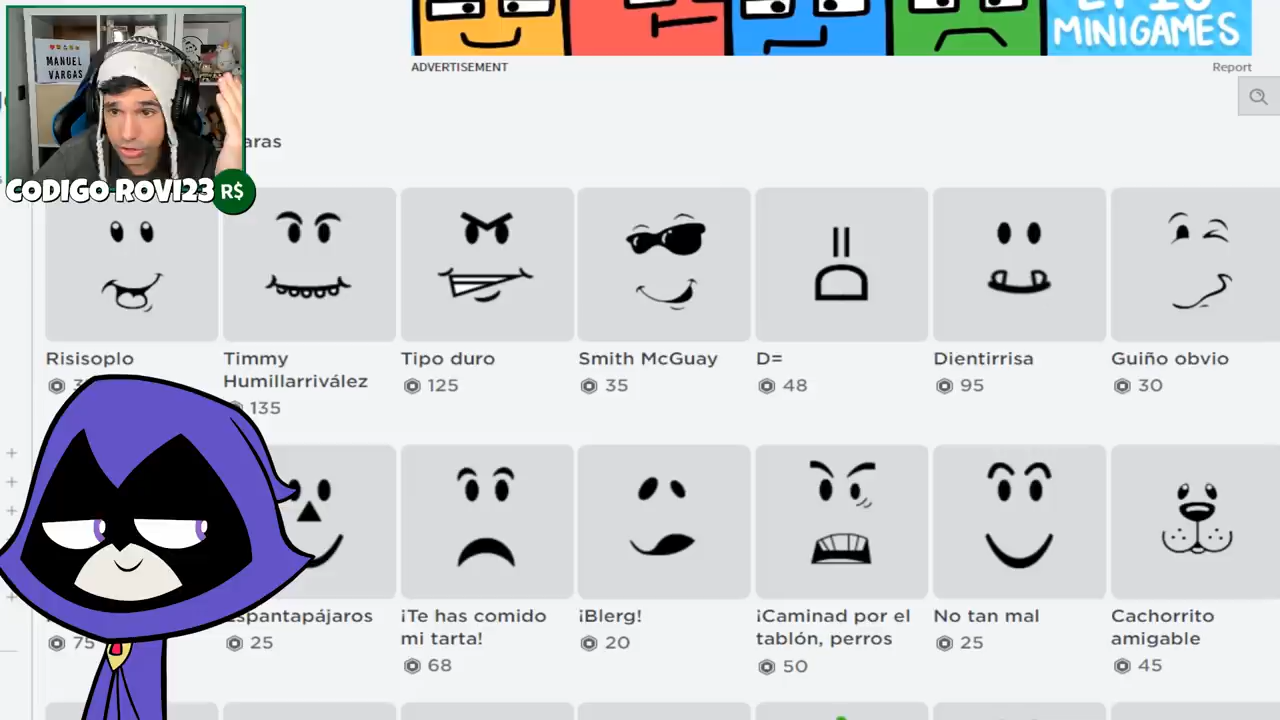 EPIC
MINIGAMES
ADVERTISEMENT
Report
MANUEL
VARGAS
aras
CODIGO ROVI23 R$
Risisoplo
Timmy
Humillarrivález
135
Tipo duro
125
Smith McGuay
35
D=
48
Dientirrisa
95
Guiño obvio
30
75
Espantapájaros
25
¡Te has comido
mi tarta!
68
¡Blerg!
20
¡Caminad por el
tablón, perros
50
No tan mal
25
Cachorrito
amigable
45